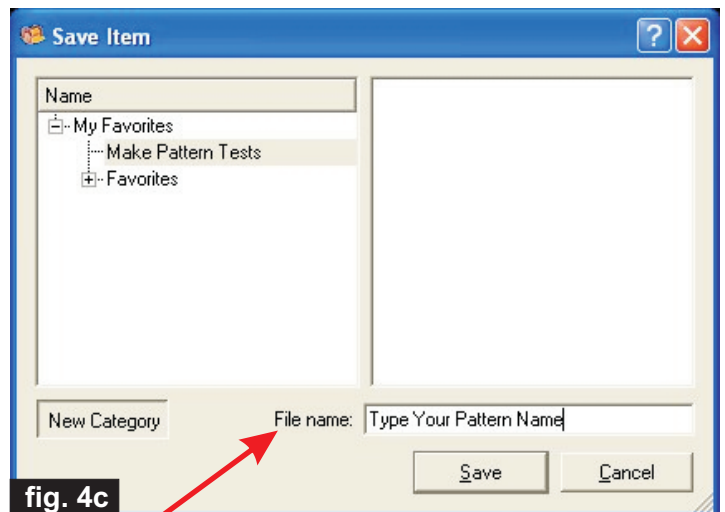 Save Item
Name
My Favorites
Make Pattern Tests
Favorites
New Category
File name: Type Your Pattern Name
Save Cancel
fig. 4c